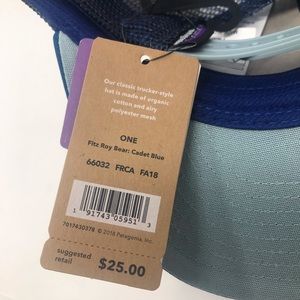 Our classic trucker-style
hat is made of organic
cotton and airy
polyester mesh
ONE
Fitz Roy Bear: Cadet Blue
66032 FRCA FA18
1 91743 05951 3
7017430378 © 2018 Patagonia, Inc.
suggested
retail
$25.00